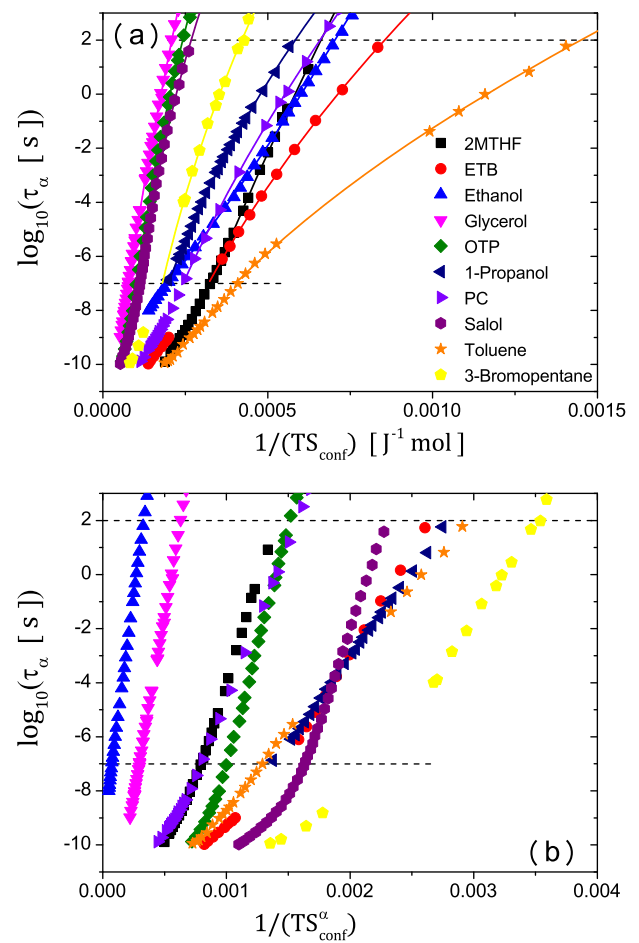 (a)
2
0
-2
-4
-6
-8
-10
log₁₀(τα [ s ] )
2MTHF
ETB
Ethanol
Glycerol
OTP
1-Propanol
PC
Salol
Toluene
3-Bromopentane
0.0000 0.0005 0.0010 0.0015
1/(TSconf) [ J⁻¹ mol ]
2
0
-2
-4
-6
-8
-10
log₁₀(τα [ s ] )
(b)
0.000 0.001 0.002 0.003 0.004
1/(TSαconf)